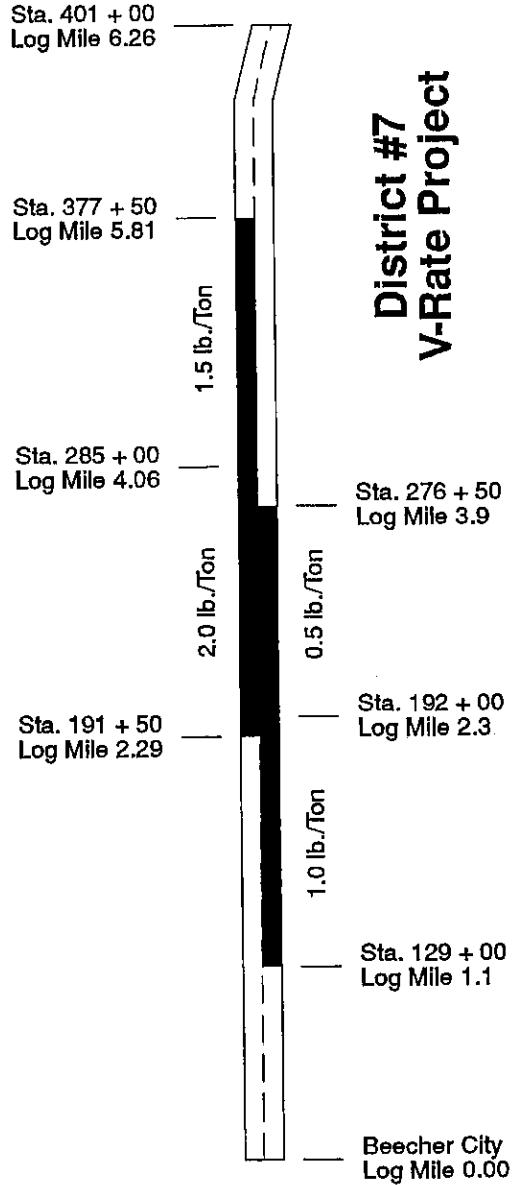 Sta. 401 + 00
Log Mile 6.26
District #7
V-Rate Project
Sta. 377 + 50
Log Mile 5.81
1.5 lb./Ton
Sta. 285 + 00
Log Mile 4.06
Sta. 276 + 50
Log Mile 3.9
2.0 lb./Ton
0.5 lb./Ton
Sta. 191 + 50
Log Mile 2.29
Sta. 192 + 00
Log Mile 2.3
1.0 lb./Ton
Sta. 129 + 00
Log Mile 1.1
Beecher City
Log Mile 0.00